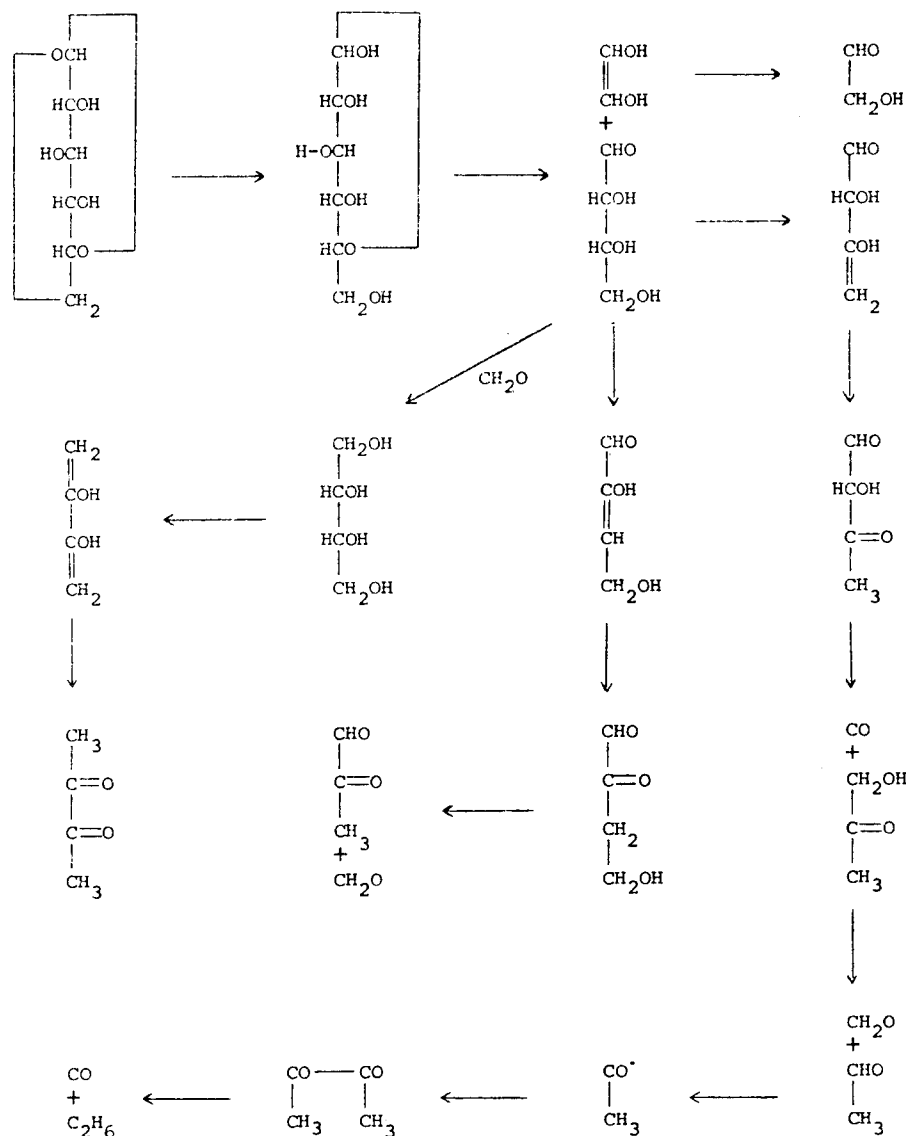 OCH CHOH CHOH CHO
HCOH HCOH CHOH CH2OH
+
HOCH H-OCH CHO CHO
HCOH HCOH HCOH HCOH
HCO HCO HCOH COH
CH2 CH2OH CH2OH CH2
CH2O
CH2 CH2OH CHO CHO
COH HCOH COH HCOH
COH HCOH CH C=O
CH2 CH2OH CH2OH CH3
CH3 CHO CHO CO
+
C=O C=O C=O CH2OH
C=O CH3 CH2 C=O
+
CH3 CH2O CH2OH CH3
CH2O
+
CO CO CO CO· CHO
+
C2H6 CH3 CH3 CH3 CH3